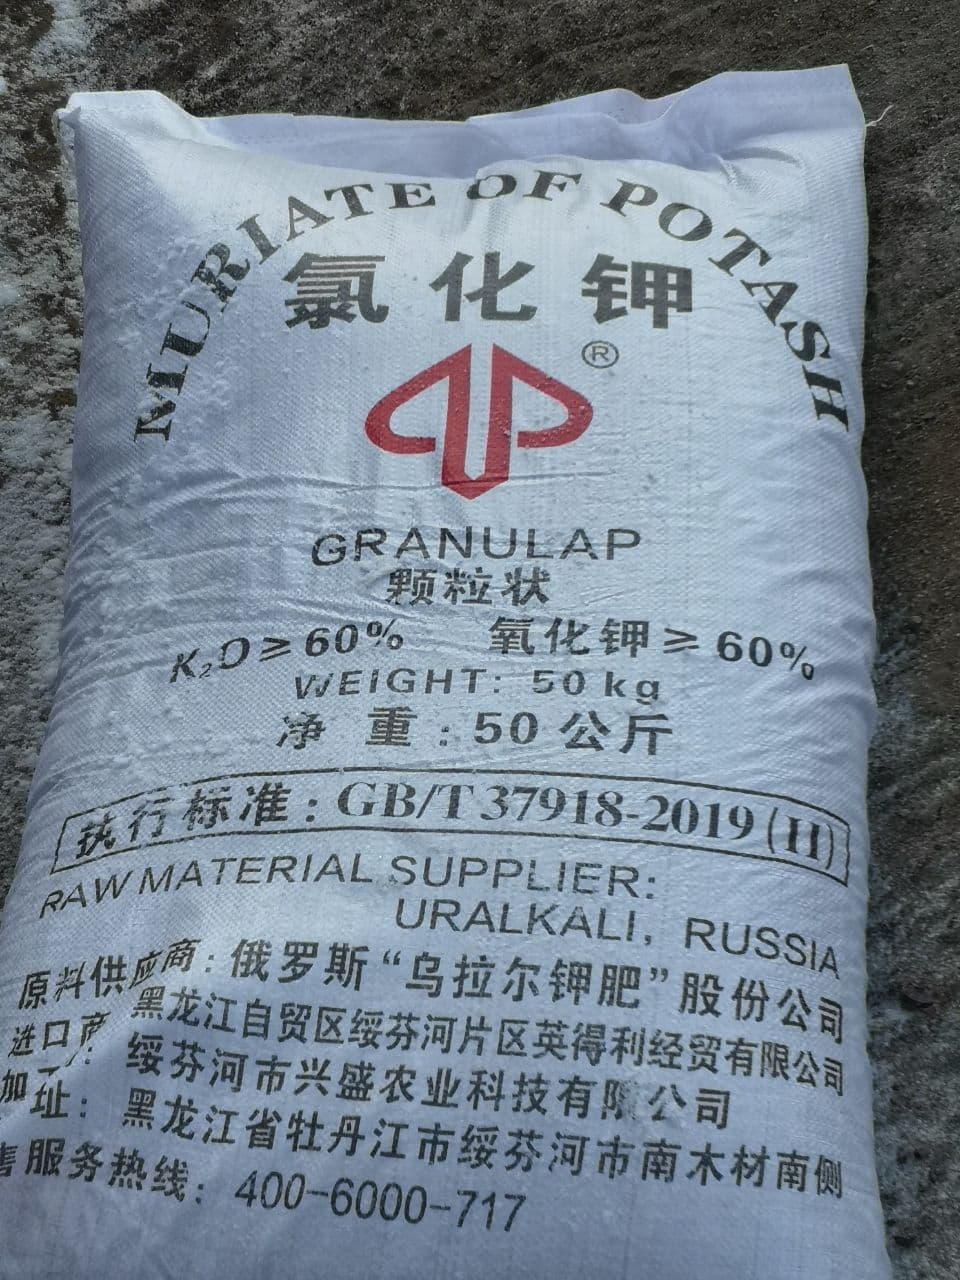 MURIATE OF POTASH
氯化钾
®
GRANULAP
颗粒状
K₂O≥60% 氧化钾≥60%
WEIGHT: 50kg
净 重:50公斤
执行标准:GB/T 37918-2019(II)
RAW MATERIAL SUPPLIER:
URALKALI, RUSSIA
原料供应商:俄罗斯“乌拉尔钾肥”股份公司
进口商:黑龙江自贸区绥芬河片区英得利经贸有限公司
加 绥芬河市兴盛农业科技有限公司
址:黑龙江省牡丹江市绥芬河市南木材南侧
售服务热线:400-6000-717